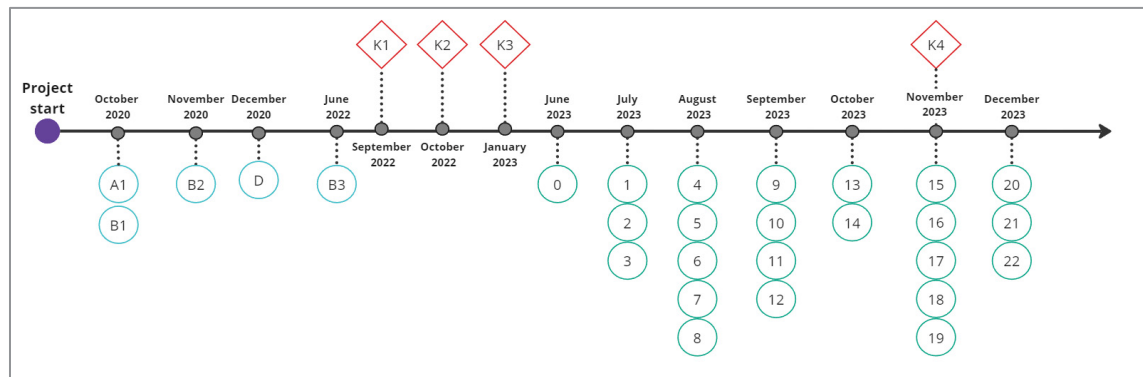 K1
K2
K3
K4
Project
start
October
2020
November
2020
December
2020
June
2022
September
2022
October
2022
January
2023
June
2023
July
2023
August
2023
September
2023
October
2023
November
2023
December
2023
A1
B1
B2
D
B3
0
1
2
3
4
5
6
7
8
9
10
11
12
13
14
15
16
17
18
19
20
21
22